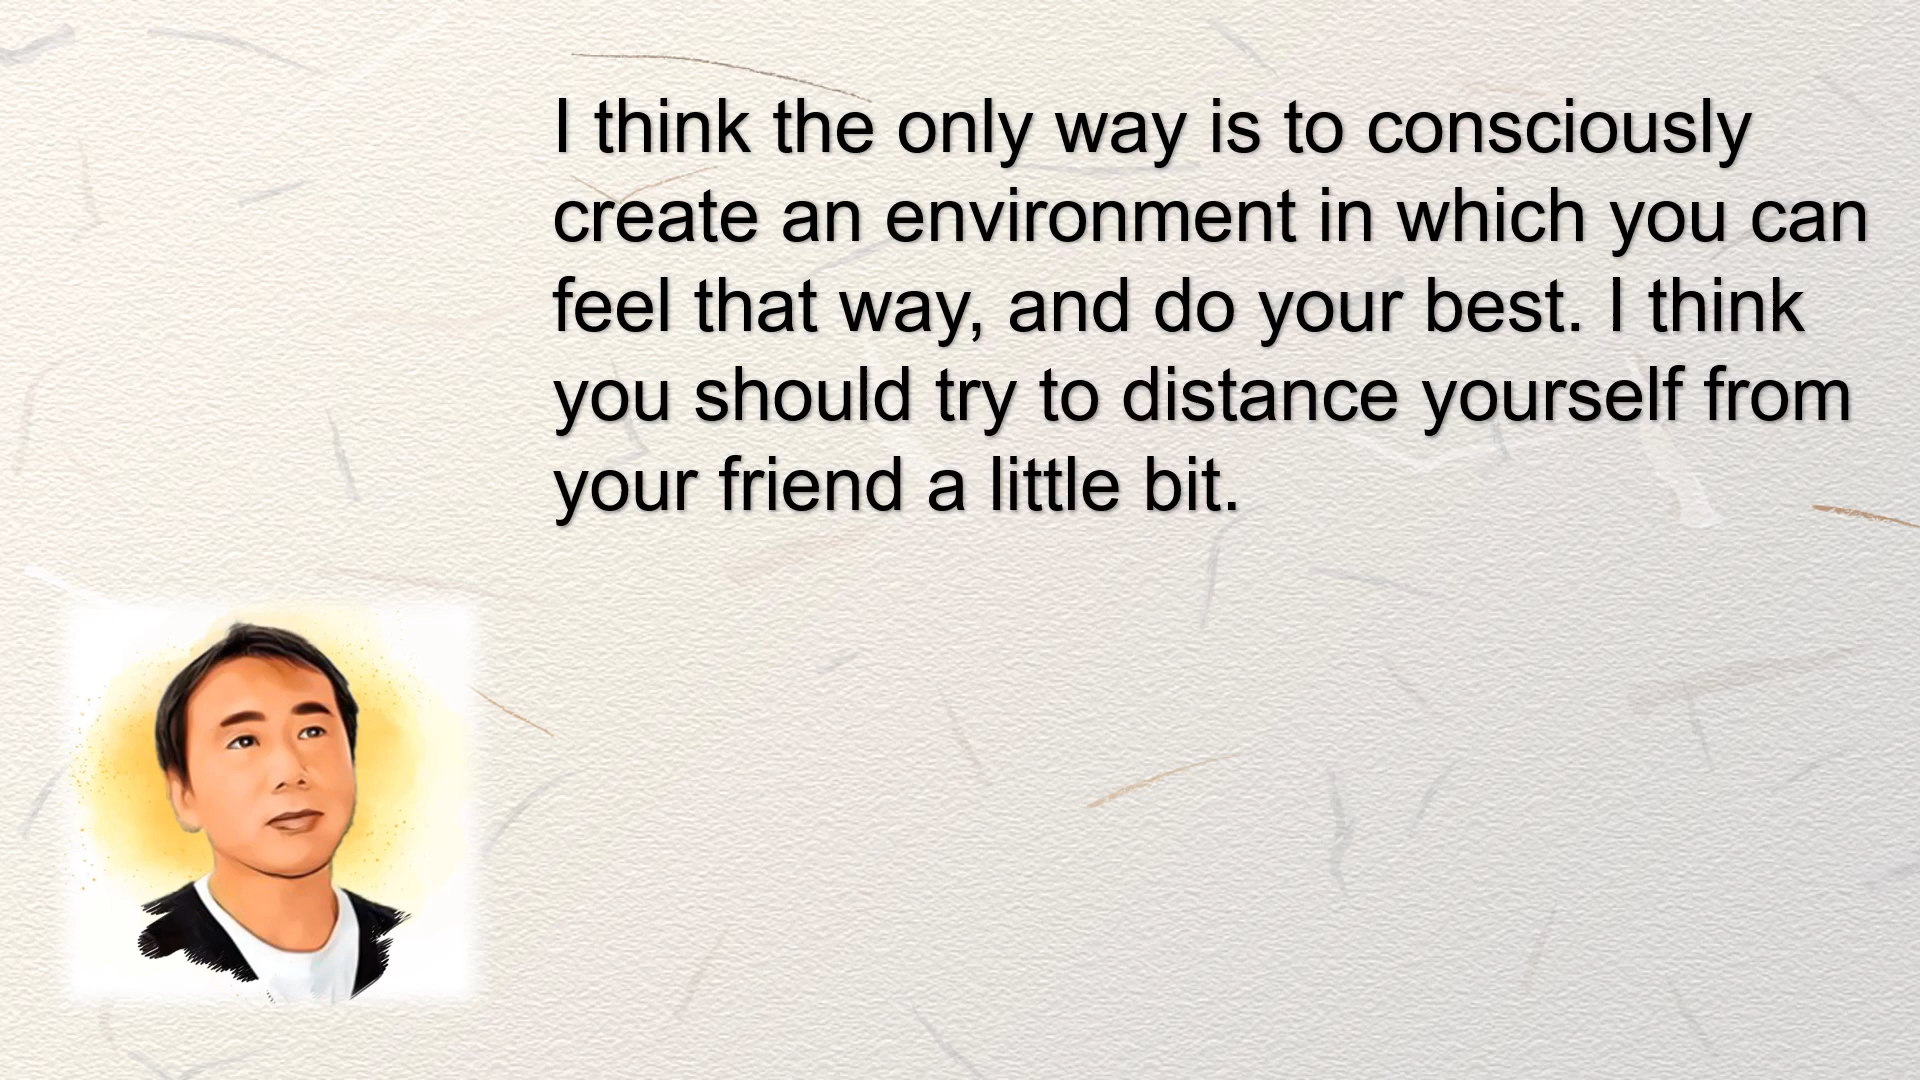 I think the only way is to consciously
create an environment in which you can
feel that way, and do your best. I think
you should try to distance yourself from
your friend a little bit.